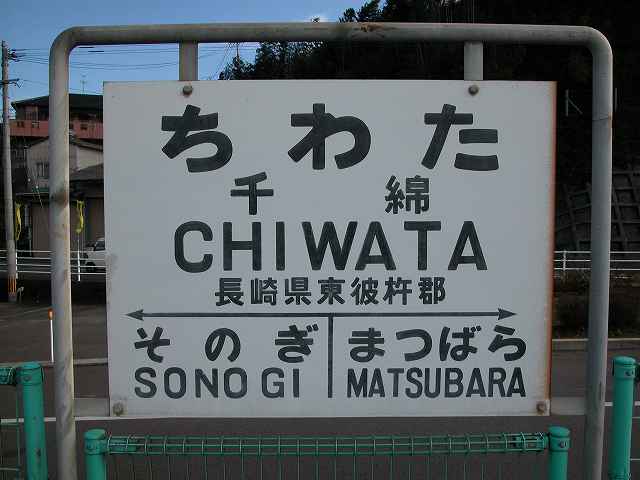 ちわた
千綿
CHIWATA
長崎県東彼杵郡
そのぎ まつばら
SONOGI MATSUBARA